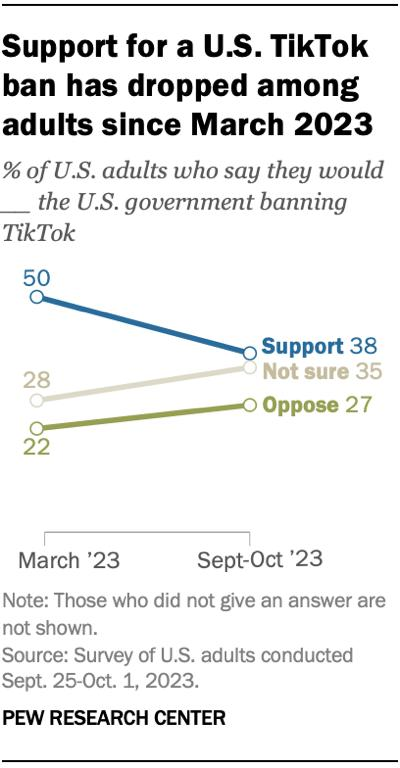 Support for a U.S. TikTok
ban has dropped among
adults since March 2023
% of U.S. adults who say they would
__ the U.S. government banning
TikTok
50
Support 38
Not sure 35
28
Oppose 27
22
March ’23 Sept-Oct ’23
Note: Those who did not give an answer are
not shown.
Source: Survey of U.S. adults conducted
Sept. 25-Oct. 1, 2023.
PEW RESEARCH CENTER